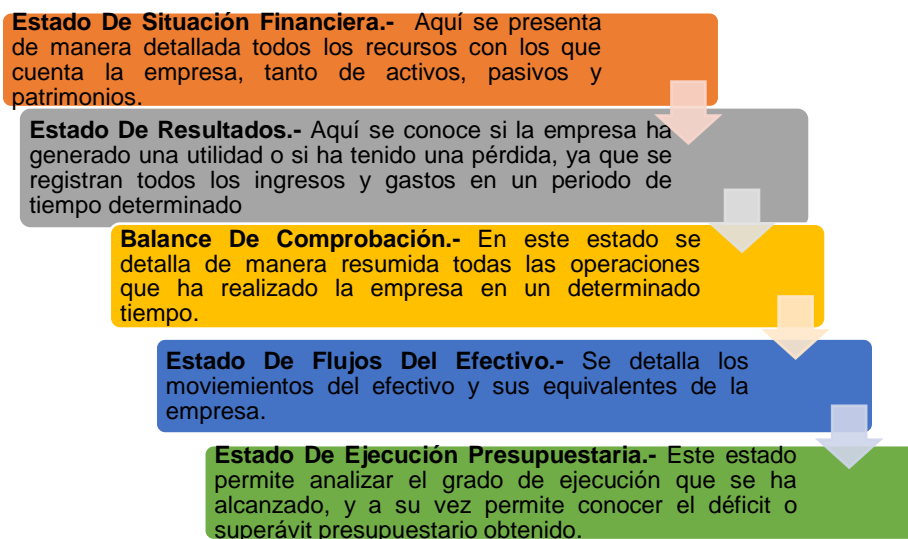 Estado De Situación Financiera.- Aquí se presenta
de manera detallada todos los recursos con los que
cuenta la empresa, tanto de activos, pasivos y
patrimonios.
Estado De Resultados.- Aquí se conoce si la empresa ha
generado una utilidad o si ha tenido una pérdida, ya que se
registran todos los ingresos y gastos en un periodo de
tiempo determinado
Balance De Comprobación.- En este estado se
detalla de manera resumida todas las operaciones
que ha realizado la empresa en un determinado
tiempo.
Estado De Flujos Del Efectivo.- Se detalla los
moviemientos del efectivo y sus equivalentes de la
empresa.
Estado De Ejecución Presupuestaria.- Este estado
permite analizar el grado de ejecución que se ha
alcanzado, y a su vez permite conocer el déficit o
superávit presupuestario obtenido.